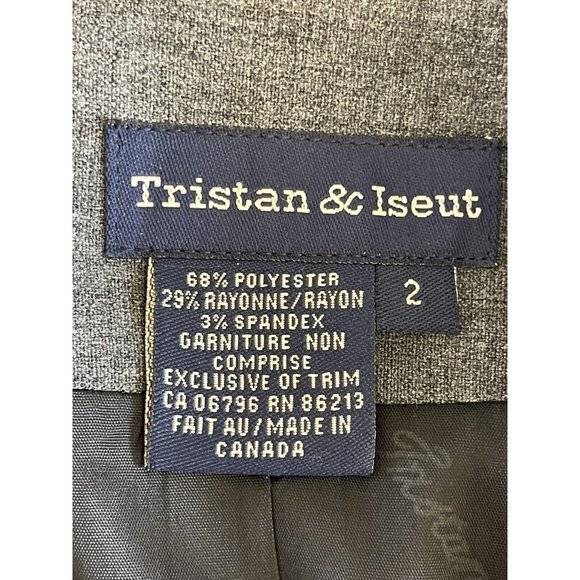 Tristan & Iseut
68% POLYESTER
29% RAYONNE/RAYON
3% SPANDEX
GARNITURE NON
COMPRISE
EXCLUSIVE OF TRIM
CA 06796 RN 86213
FAIT AU/MADE IN
CANADA
2